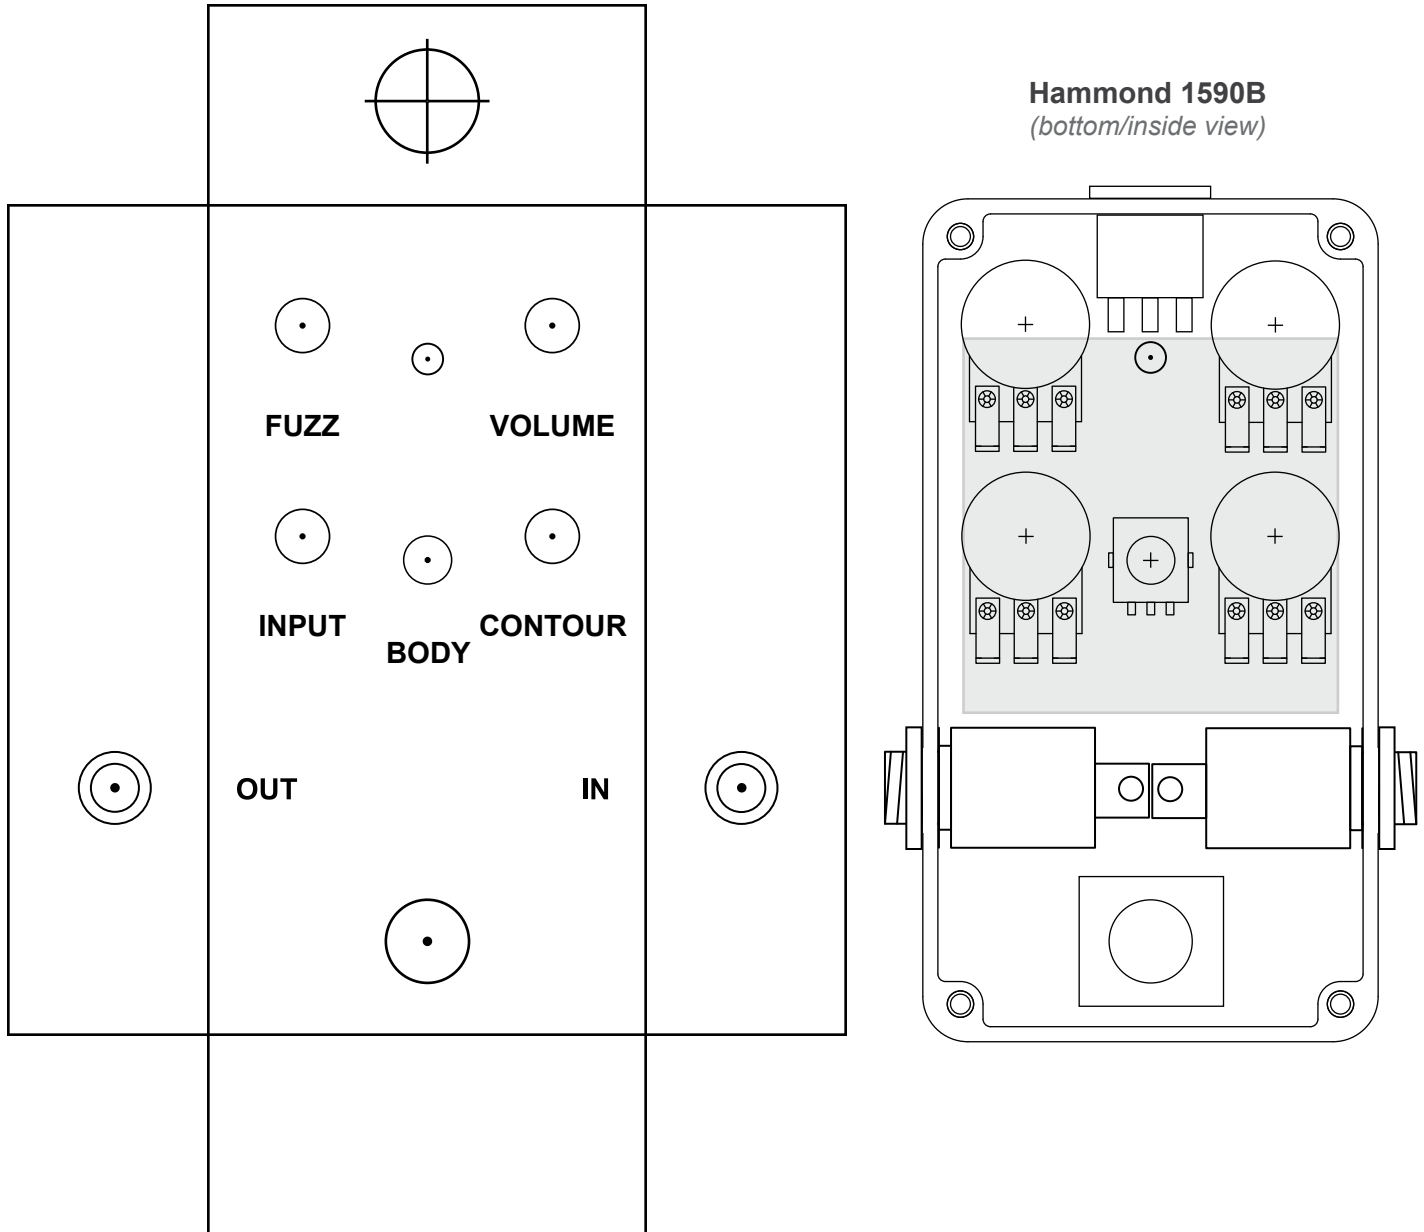 Hammond 1590B
(bottom/inside view)
FUZZ
VOLUME
INPUT
BODY
CONTOUR
OUT
IN